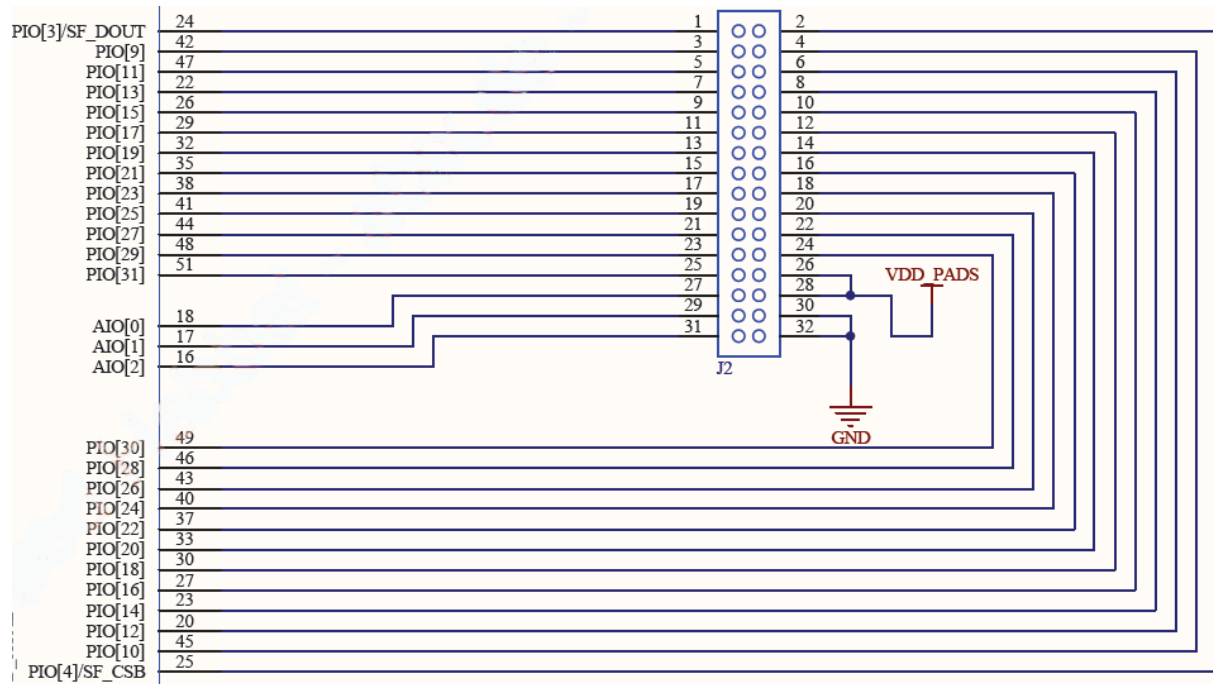 PIO[3]/SF_DOUT 24 1 2
PIO[9] 42 3 4
PIO[11] 47 5 6
PIO[13] 22 7 8
PIO[15] 26 9 10
PIO[17] 29 11 12
PIO[19] 32 13 14
PIO[21] 35 15 16
PIO[23] 38 17 18
PIO[25] 41 19 20
PIO[27] 44 21 22
PIO[29] 48 23 24
PIO[31] 51 25 26 VDD_PADS
27 28
29 30
AIO[0] 18 31 32
AIO[1] 17
AIO[2] 16 J2
GND
PIO[30] 49
PIO[28] 46
PIO[26] 43
PIO[24] 40
PIO[22] 37
PIO[20] 33
PIO[18] 30
PIO[16] 27
PIO[14] 23
PIO[12] 20
PIO[10] 45
PIO[4]/SF_CSB 25